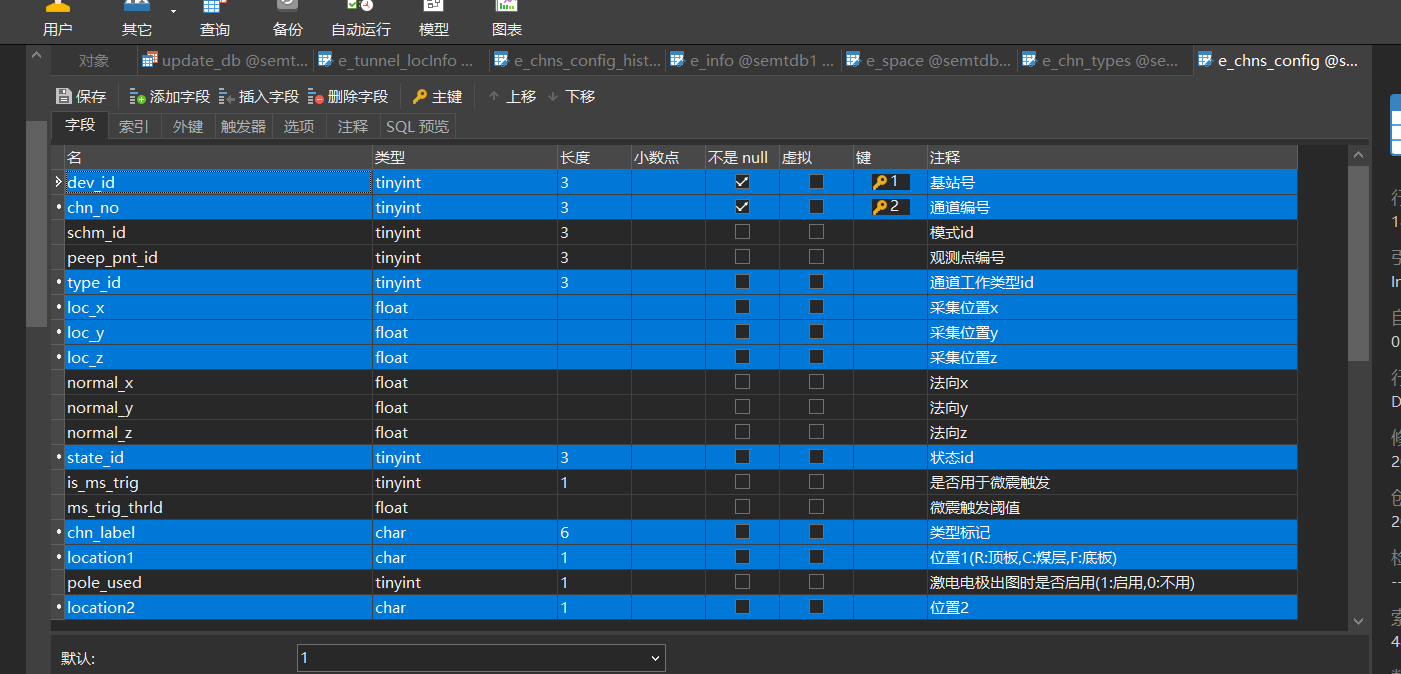 用户 其它 查询 备份 自动运行 模型 图表
对象 update_db @semt... e_tunnel_locInfo ... e_chns_config_hist... e_info @semtdb1 ... e_space @semtdb... e_chn_types @se... e_chns_config @s...
保存 添加字段 插入字段 删除字段 主键 上移 下移
字段 索引 外键 触发器 选项 注释 SQL 预览
名 类型 长度 小数点 不是 null 虚拟 键 注释
dev_id tinyint 3 1 基站号
chn_no tinyint 3 2 通道编号
schm_id tinyint 3 模式id
peep_pnt_id tinyint 3 观测点编号
type_id tinyint 3 通道工作类型id
loc_x float 采集位置x
loc_y float 采集位置y
loc_z float 采集位置z
normal_x float 法向x
normal_y float 法向y
normal_z float 法向z
state_id tinyint 3 状态id
is_ms_trig tinyint 1 是否用于微震触发
ms_trig_thrld float 微震触发阈值
chn_label char 6 类型标记
location1 char 1 位置1(R:顶板,C:煤层,F:底板)
pole_used tinyint 1 激电电极出图时是否启用(1:启用,0:不用)
location2 char 1 位置2
默认: 1